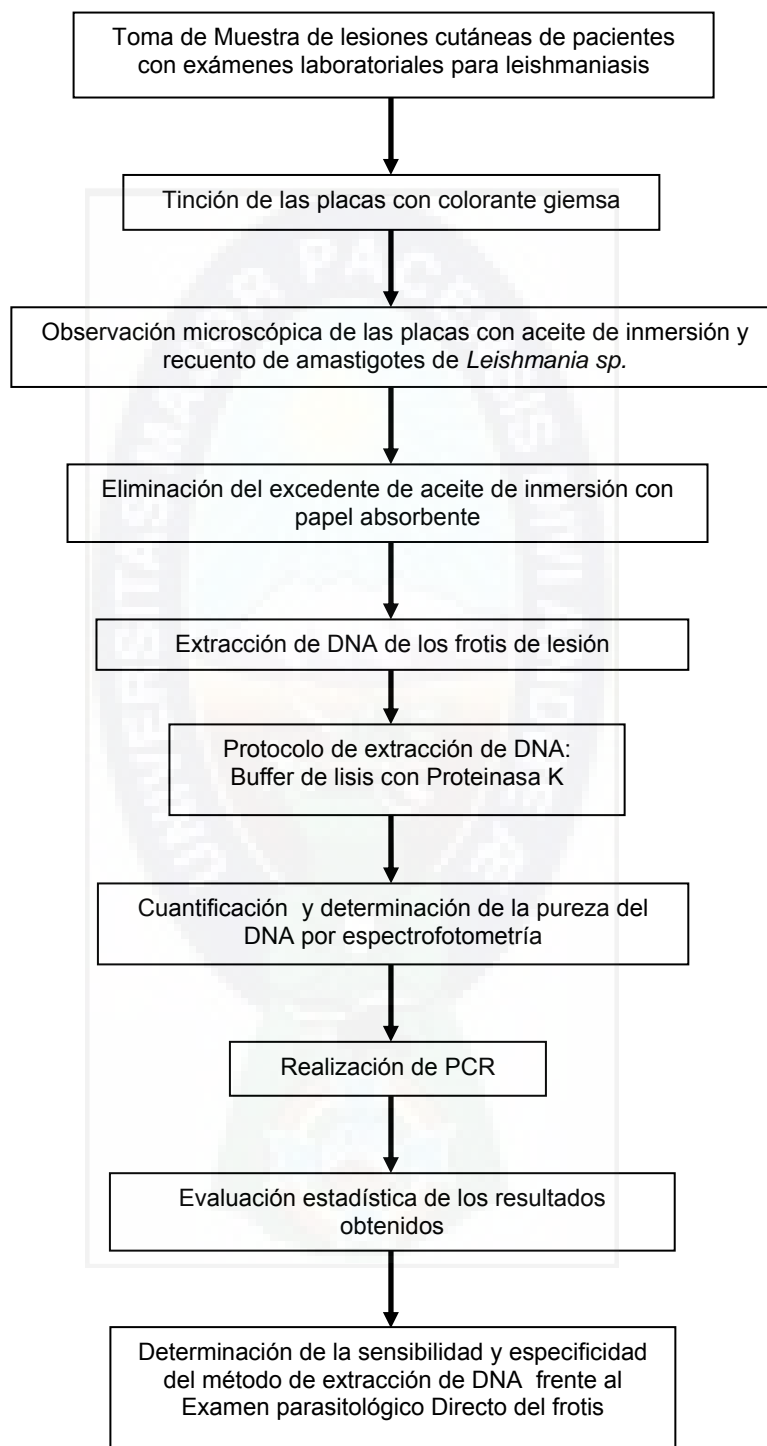 Toma de Muestra de lesiones cutáneas de pacientes
con exámenes laboratoriales para leishmaniasis
Tinción de las placas con colorante giemsa
Observación microscópica de las placas con aceite de inmersión y
recuento de amastigotes de Leishmania sp.
Eliminación del excedente de aceite de inmersión con
papel absorbente
Extracción de DNA de los frotis de lesión
Protocolo de extracción de DNA:
Buffer de lisis con Proteinasa K
Cuantificación  y determinación de la pureza del
DNA por espectrofotometría
Realización de PCR
Evaluación estadística de los resultados
obtenidos
Determinación de la sensibilidad y especificidad
del método de extracción de DNA  frente al
Examen parasitológico Directo del frotis